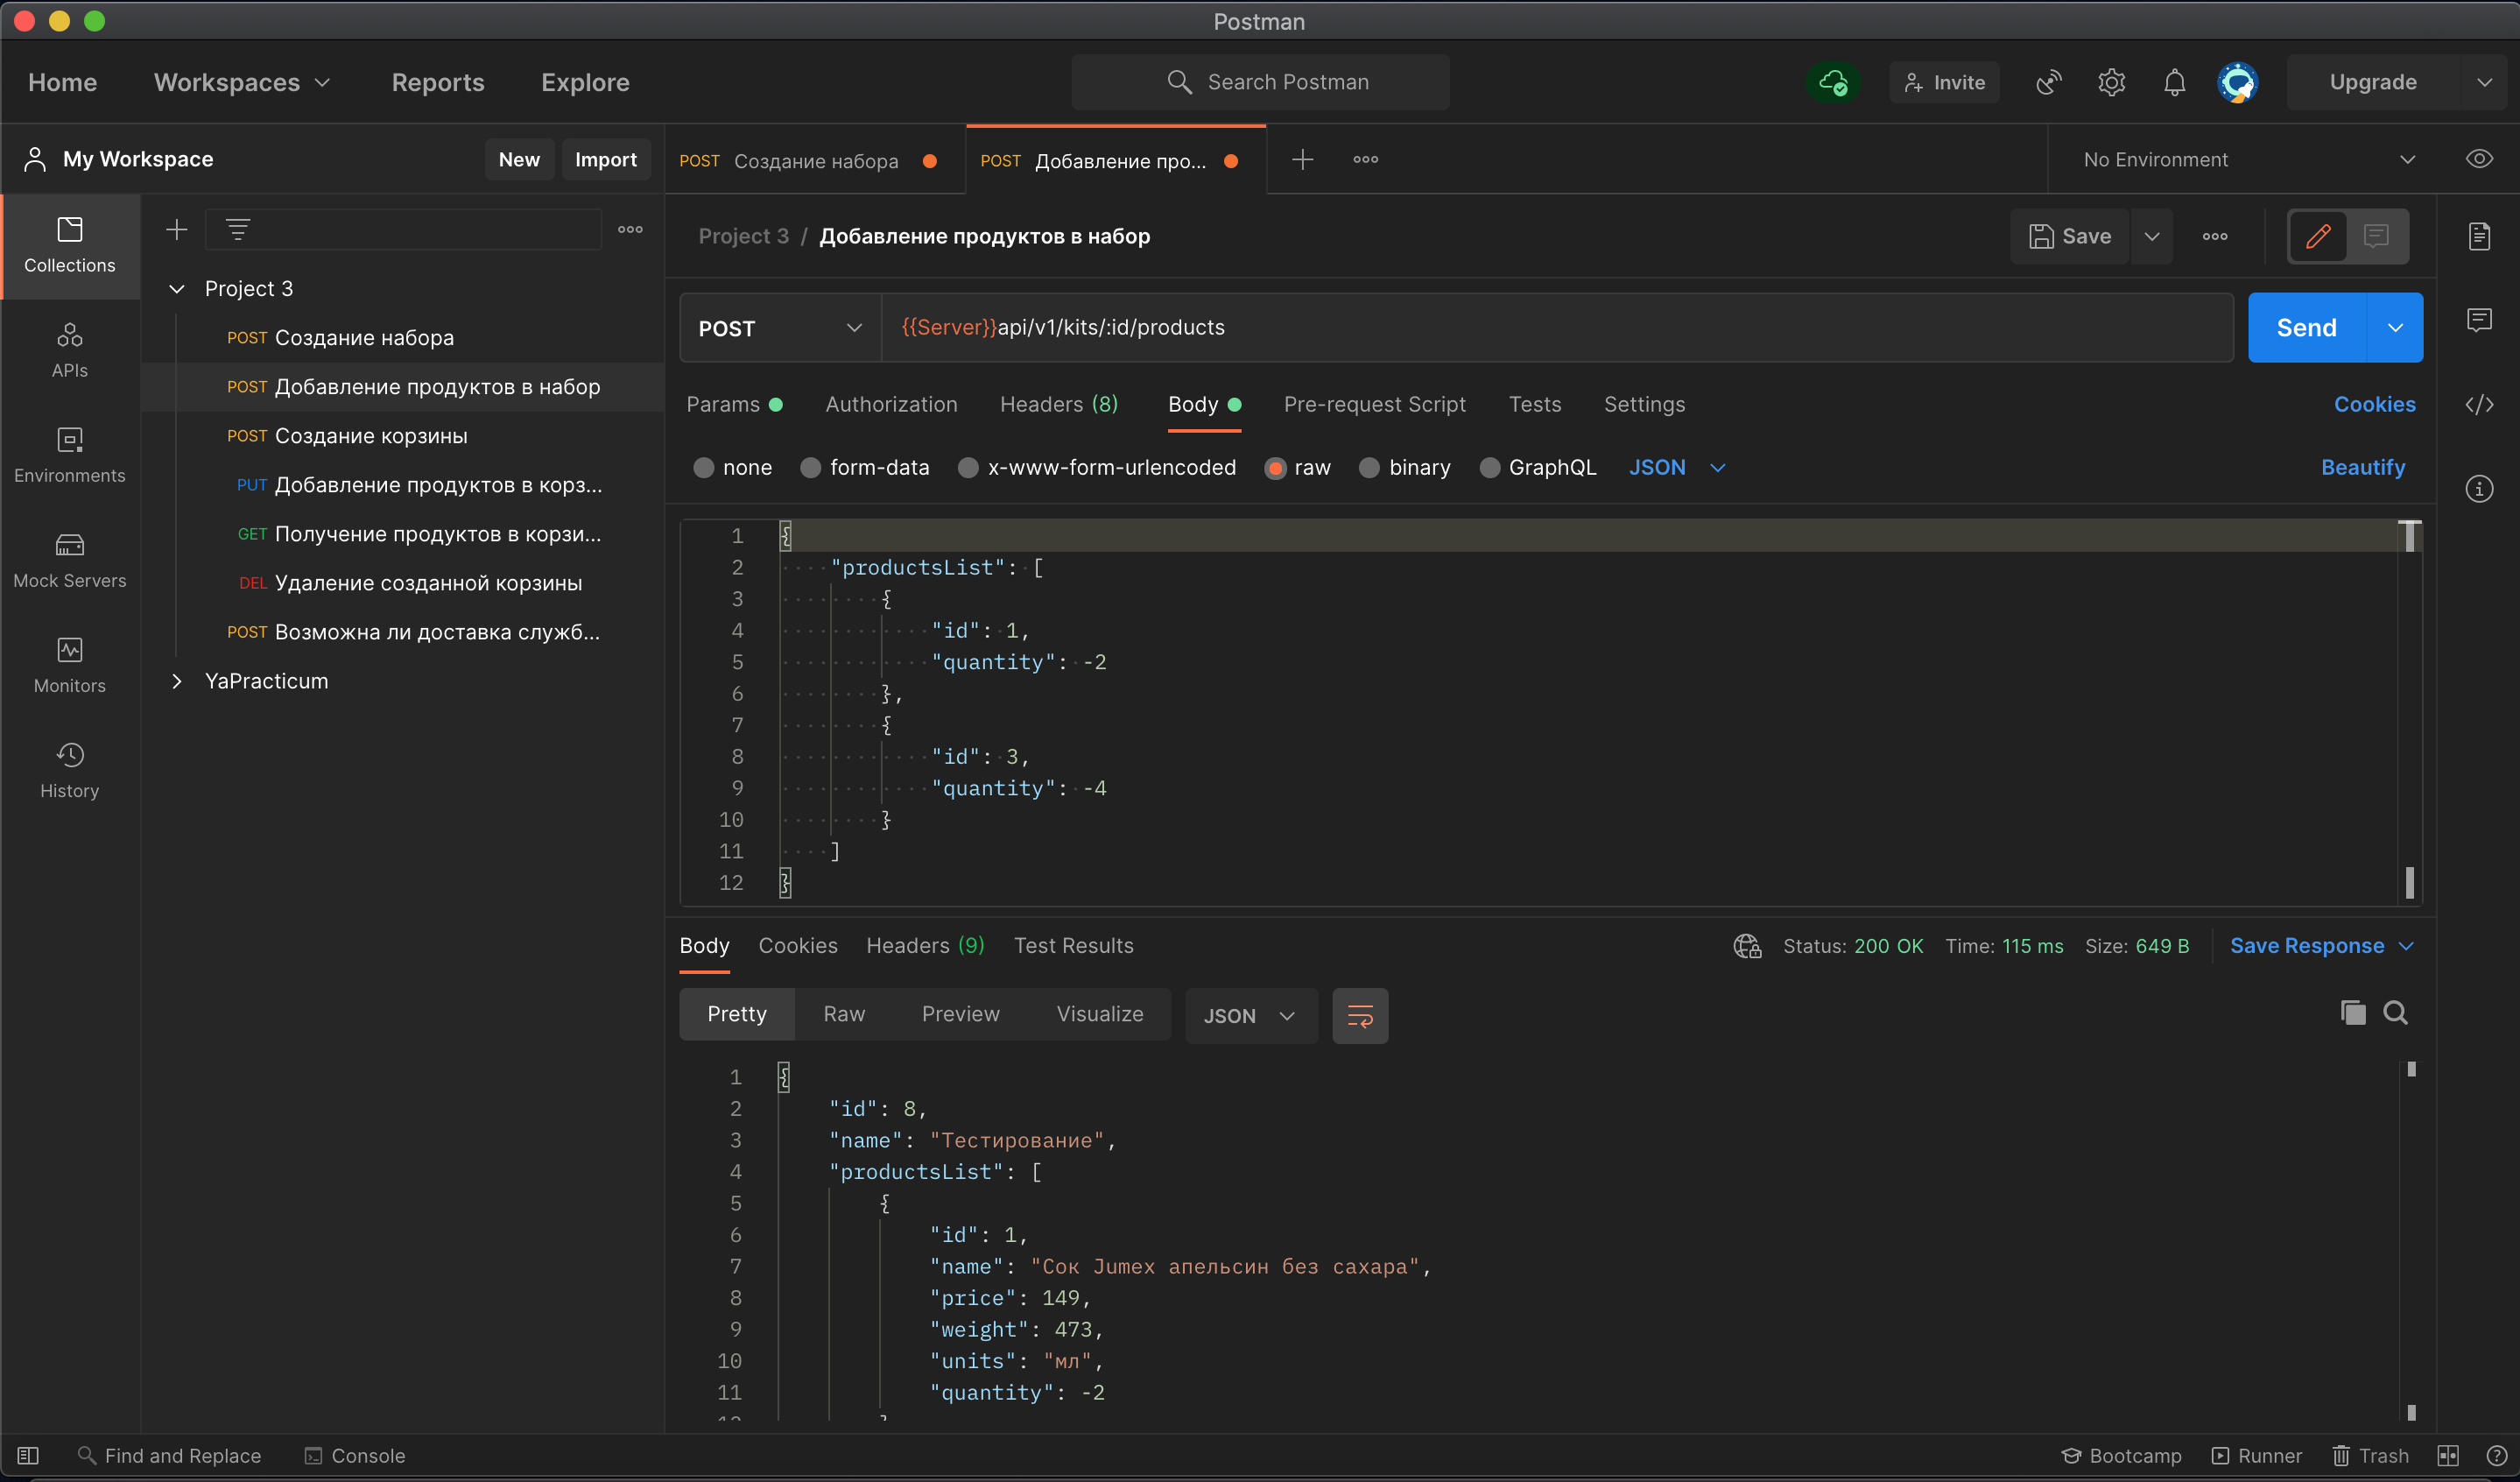 Postman
Home Workspaces Reports Explore Search Postman Invite Upgrade
My Workspace New Import POST Создание набора POST Добавление про... No Environment
Collections
APIs
Environments
Mock Servers
Monitors
History
Project 3
POST Создание набора
POST Добавление продуктов в набор
POST Создание корзины
PUT Добавление продуктов в корз...
GET Получение продуктов в корзи...
DEL Удаление созданной корзины
POST Возможна ли доставка служб...
YaPracticum
Project 3 / Добавление продуктов в набор Save
POST {{Server}}api/v1/kits/:id/products Send
Params Authorization Headers (8) Body Pre-request Script Tests Settings Cookies
none form-data x-www-form-urlencoded raw binary GraphQL JSON Beautify
1 {
2 "productsList": [
3 {
4 "id": 1,
5 "quantity": -2
6 },
7 {
8 "id": 3,
9 "quantity": -4
10 }
11 ]
12 }
Body Cookies Headers (9) Test Results Status: 200 OK Time: 115 ms Size: 649 B Save Response
Pretty Raw Preview Visualize JSON
1 {
2 "id": 8,
3 "name": "Тестирование",
4 "productsList": [
5 {
6 "id": 1,
7 "name": "Сок Jumex апельсин без сахара",
8 "price": 149,
9 "weight": 473,
10 "units": "мл",
11 "quantity": -2
Find and Replace Console Bootcamp Runner Trash